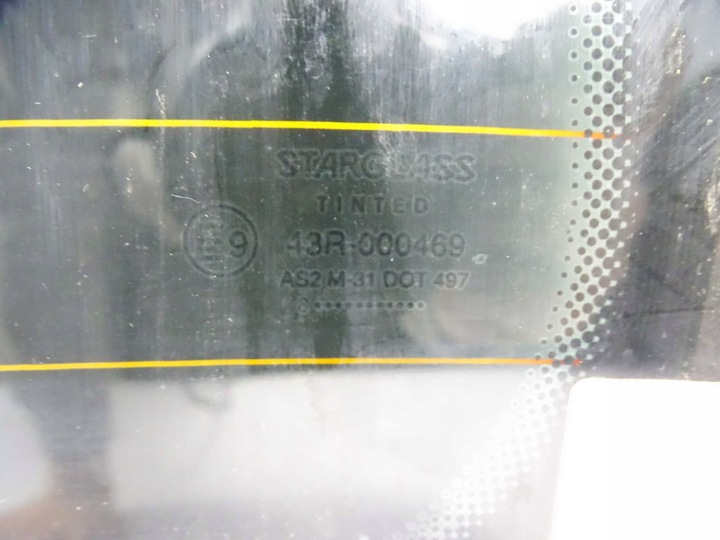 STARGLASS
TINTED
E9 43R-000469
AS2 M-31 DOT 497